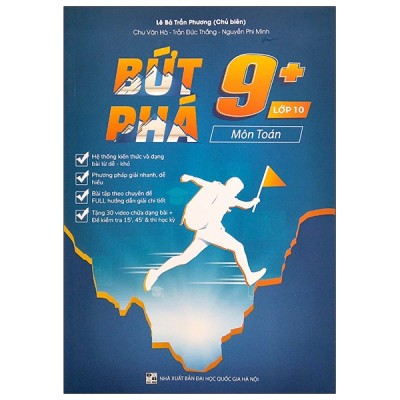 Lê Bá Trần Phương (Chủ biên)
Chu Văn Hà - Trần Đức Thắng - Nguyễn Phi Minh
BỨT PHÁ 9+
LỚP 10
Môn Toán
Hệ thống kiến thức và dạng
bài từ dễ - khó
Phương pháp giải nhanh, dễ
hiểu
Bài tập theo chuyên đề
FULL hướng dẫn giải chi tiết
Tặng 30 video chữa dạng bài +
Đề kiểm tra 15', 45' & thi học kỳ
NHÀ XUẤT BẢN ĐẠI HỌC QUỐC GIA HÀ NỘI